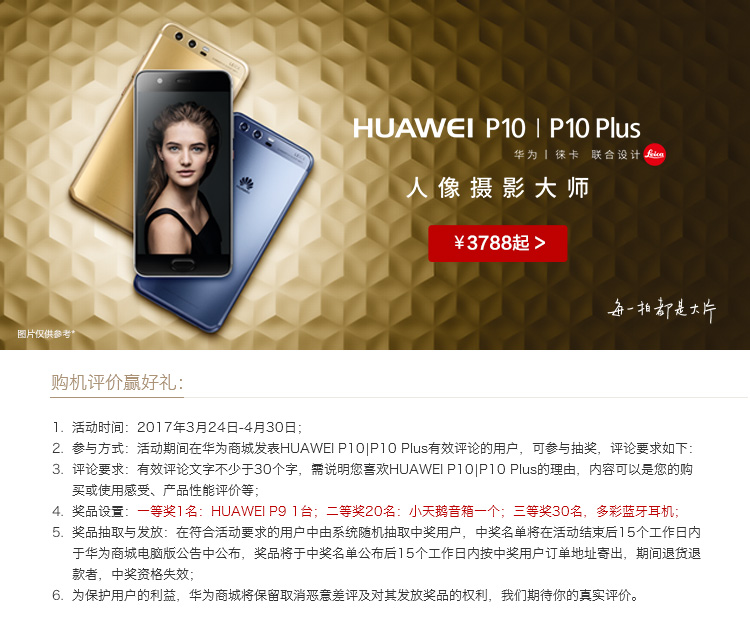 HUAWEI P10 | P10 Plus
华为 | 徕卡 联合设计 Leica
人像摄影大师
¥3788起 >
每一拍都是大片
图片仅供参考*
购机评价赢好礼：
1. 活动时间：2017年3月24日-4月30日；
2. 参与方式：活动期间在华为商城发表HUAWEI P10|P10 Plus有效评论的用户，可参与抽奖，评论要求如下：
3. 评论要求：有效评论文字不少于30个字，需说明您喜欢HUAWEI P10|P10 Plus的理由，内容可以是您的购
买或使用感受、产品性能评价等；
4. 奖品设置：一等奖1名：HUAWEI P9 1台；二等奖20名：小天鹅音箱一个；三等奖30名，多彩蓝牙耳机；
5. 奖品抽取与发放：在符合活动要求的用户中由系统随机抽取中奖用户，中奖名单将在活动结束后15个工作日内
于华为商城电脑版公告中公布，奖品将于中奖名单公布后15个工作日内按中奖用户订单地址寄出，期间退货退
款者，中奖资格失效；
6. 为保护用户的利益，华为商城将保留取消恶意差评及对其发放奖品的权利，我们期待你的真实评价。